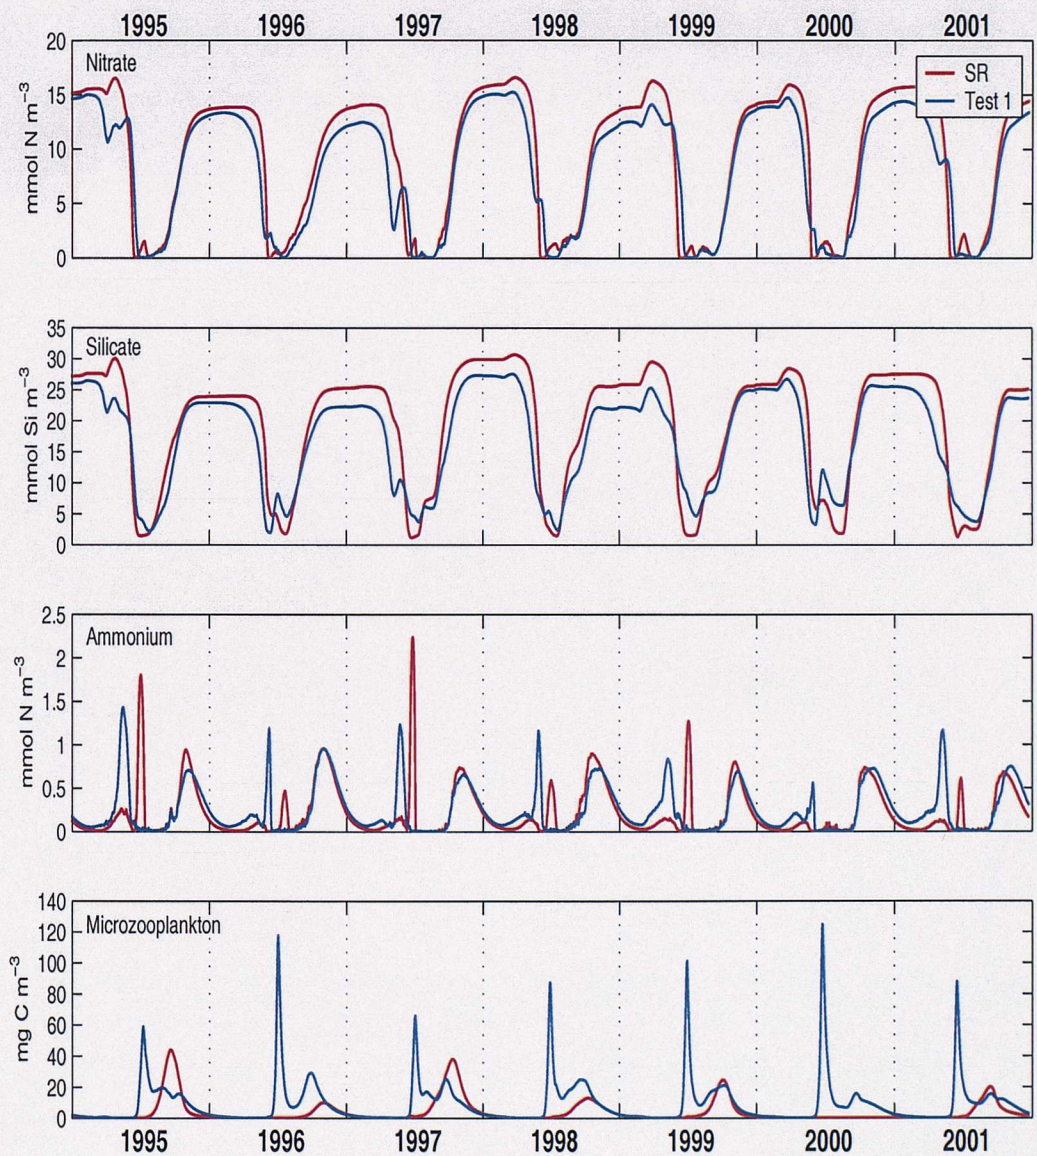 1995 1996 1997 1998 1999 2000 2001
20
15
10
5
0
mmol N m⁻³
Nitrate
SR
Test 1
35
30
25
20
15
10
5
0
mmol Si m⁻³
Silicate
2.5
2
1.5
1
0.5
0
mmol N m⁻³
Ammonium
140
120
100
80
60
40
20
0
mg C m⁻³
Microzooplankton
1995 1996 1997 1998 1999 2000 2001